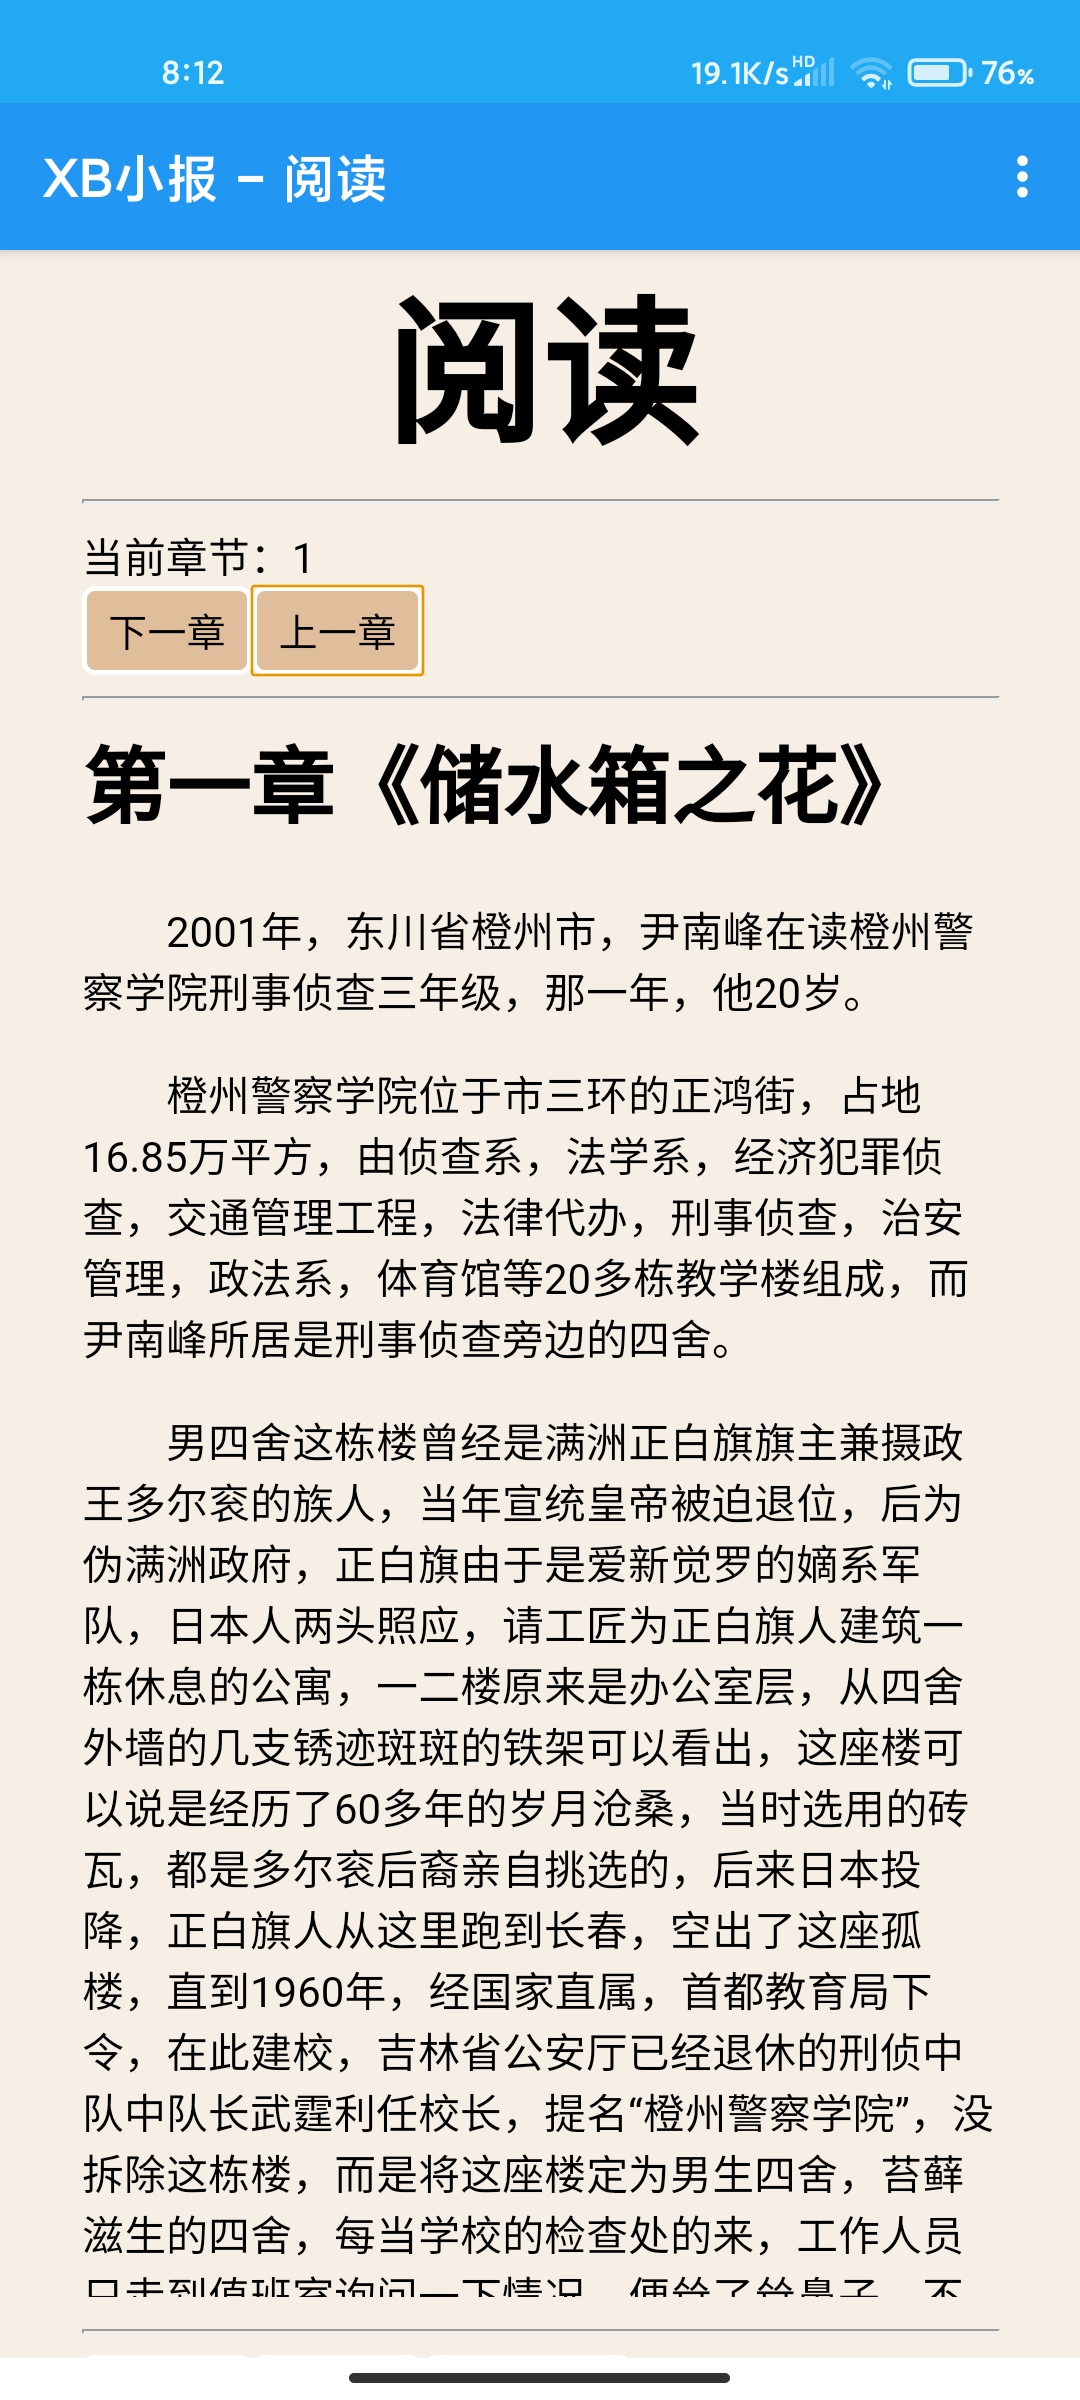 8:12
19.1K/s HD 76%
XB小报 - 阅读
阅读
当前章节：1
下一章 上一章
第一章《储水箱之花》
2001年，东川省橙州市，尹南峰在读橙州警
察学院刑事侦查三年级，那一年，他20岁。
橙州警察学院位于市三环的正鸿街，占地
16.85万平方，由侦查系，法学系，经济犯罪侦
查，交通管理工程，法律代办，刑事侦查，治安
管理，政法系，体育馆等20多栋教学楼组成，而
尹南峰所居是刑事侦查旁边的四舍。
男四舍这栋楼曾经是满洲正白旗旗主兼摄政
王多尔衮的族人，当年宣统皇帝被迫退位，后为
伪满洲政府，正白旗由于是爱新觉罗的嫡系军
队，日本人两头照应，请工匠为正白旗人建筑一
栋休息的公寓，一二楼原来是办公室层，从四舍
外墙的几支锈迹斑斑的铁架可以看出，这座楼可
以说是经历了60多年的岁月沧桑，当时选用的砖
瓦，都是多尔衮后裔亲自挑选的，后来日本投
降，正白旗人从这里跑到长春，空出了这座孤
楼，直到1960年，经国家直属，首都教育局下
令，在此建校，吉林省公安厅已经退休的刑侦中
队中队长武霆利任校长，提名“橙州警察学院”，没
拆除这栋楼，而是将这座楼定为男生四舍，苔藓
滋生的四舍，每当学校的检查处的来，工作人员
只走到值班室询问一下情况，便耸了耸鼻子，不